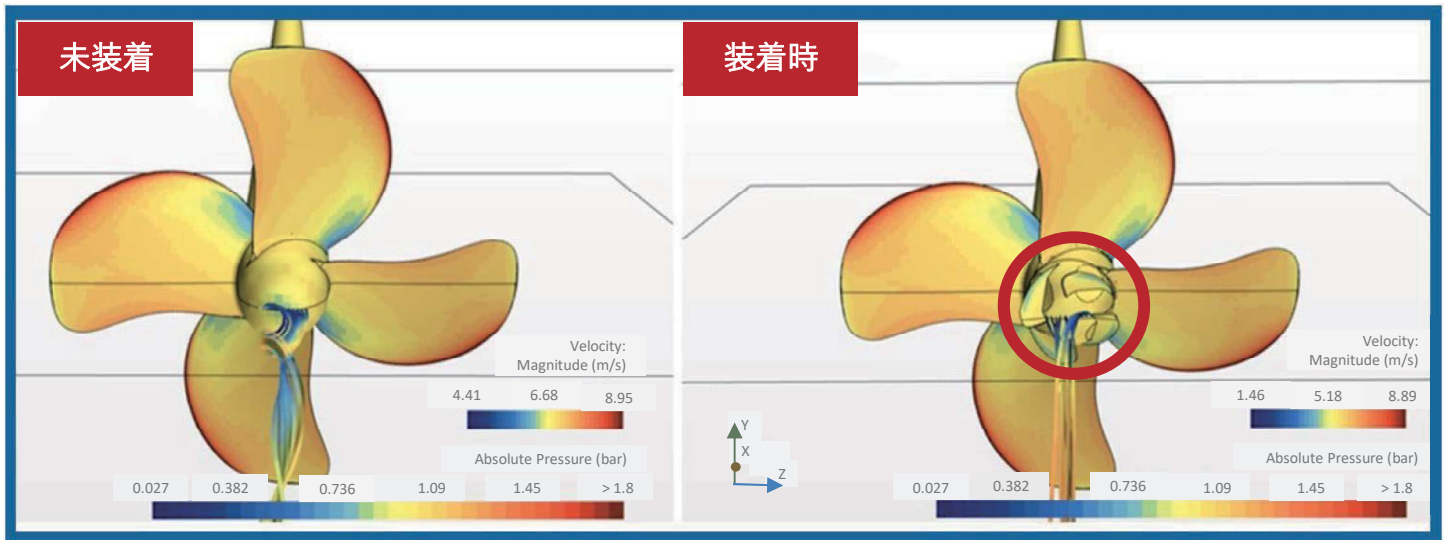 未装着
Velocity:
Magnitude (m/s)
4.41 6.68 8.95
Absolute Pressure (bar)
0.027 0.382 0.736 1.09 1.45 > 1.8
装着時
Velocity:
Magnitude (m/s)
1.46 5.18 8.89
Y
X
Z
Absolute Pressure (bar)
0.027 0.382 0.736 1.09 1.45 > 1.8